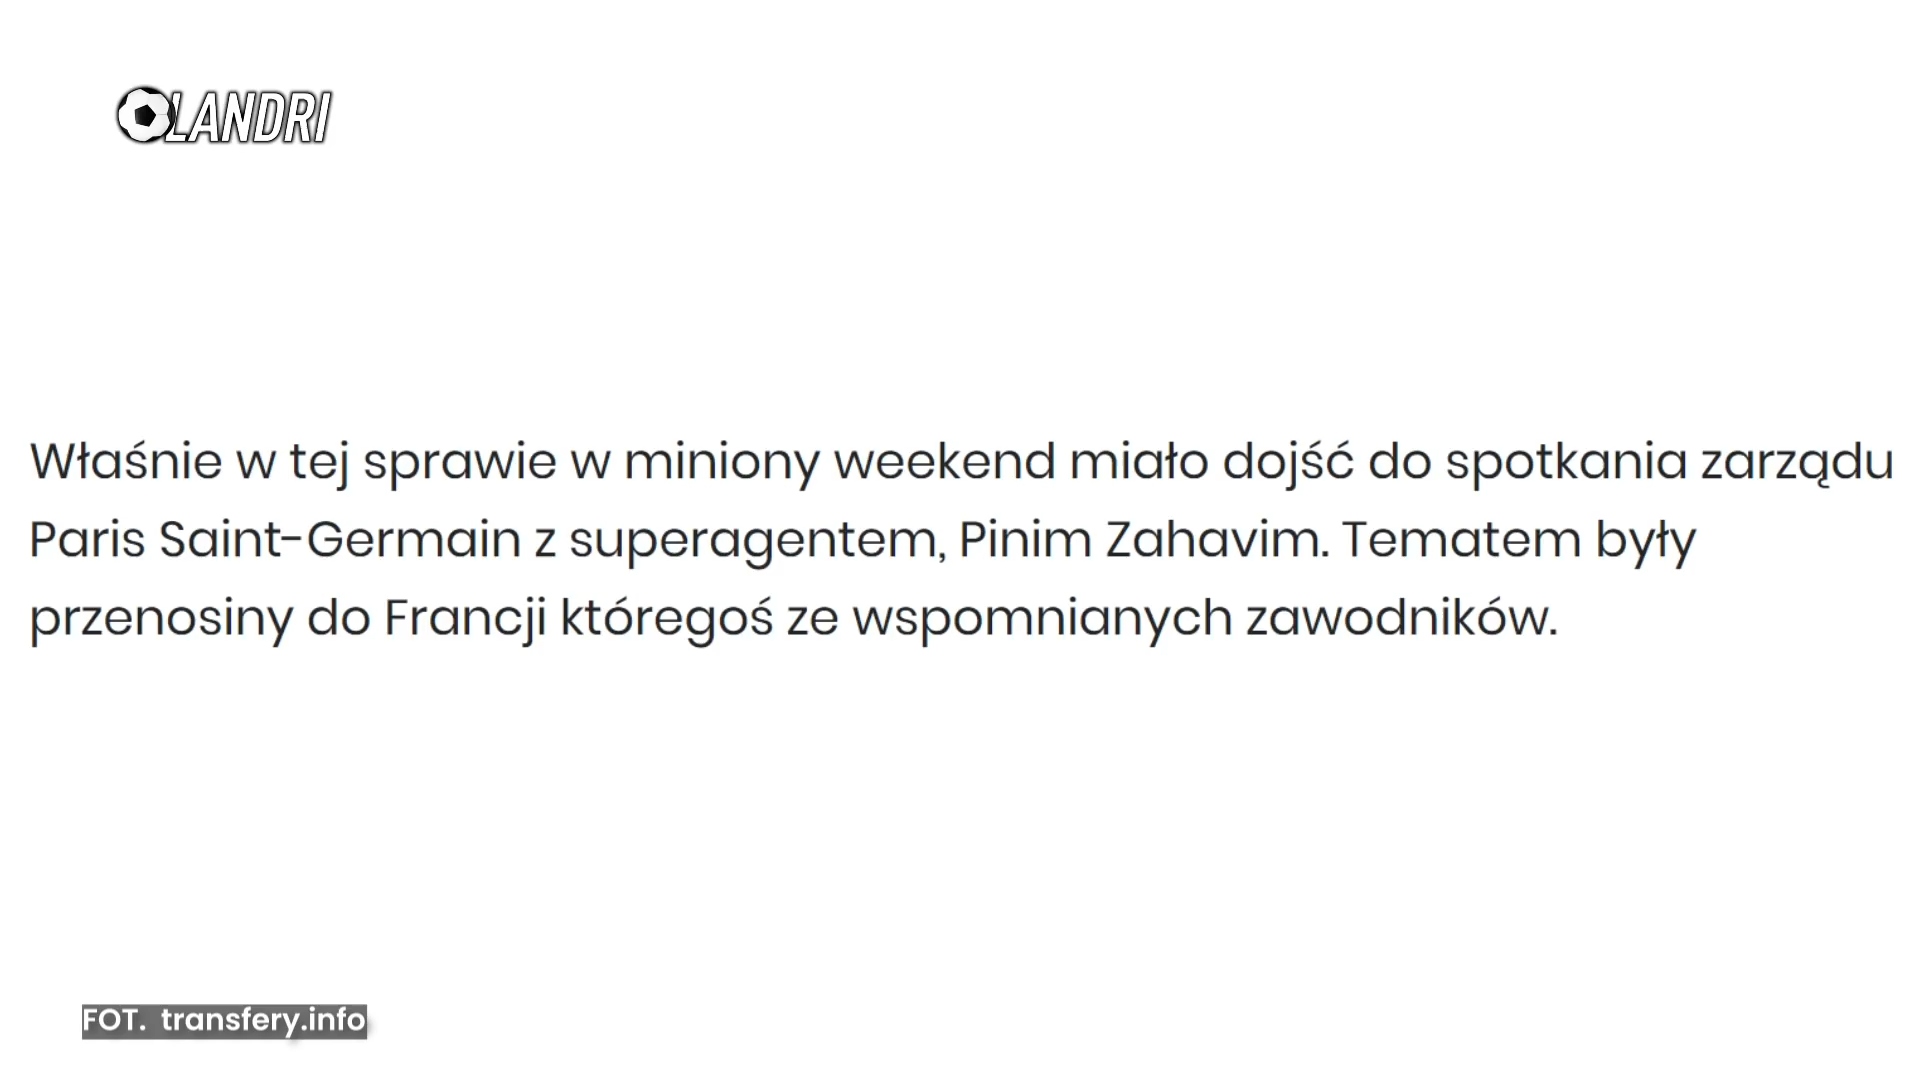 OLANDRI
Właśnie w tej sprawie w miniony weekend miało dojść do spotkania zarządu
Paris Saint-Germain z superagentem, Pinim Zahavim. Tematem były
przenosiny do Francji któregoś ze wspomnianych zawodników.
FOT. transfery.info